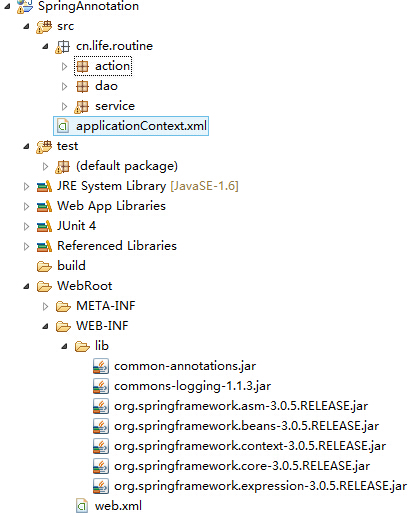 SpringAnnotation
src
cn.life.routine
action
dao
service
applicationContext.xml
test
(default package)
JRE System Library [JavaSE-1.6]
Web App Libraries
JUnit 4
Referenced Libraries
build
WebRoot
META-INF
WEB-INF
lib
common-annotations.jar
commons-logging-1.1.3.jar
org.springframework.asm-3.0.5.RELEASE.jar
org.springframework.beans-3.0.5.RELEASE.jar
org.springframework.context-3.0.5.RELEASE.jar
org.springframework.core-3.0.5.RELEASE.jar
org.springframework.expression-3.0.5.RELEASE.jar
web.xml